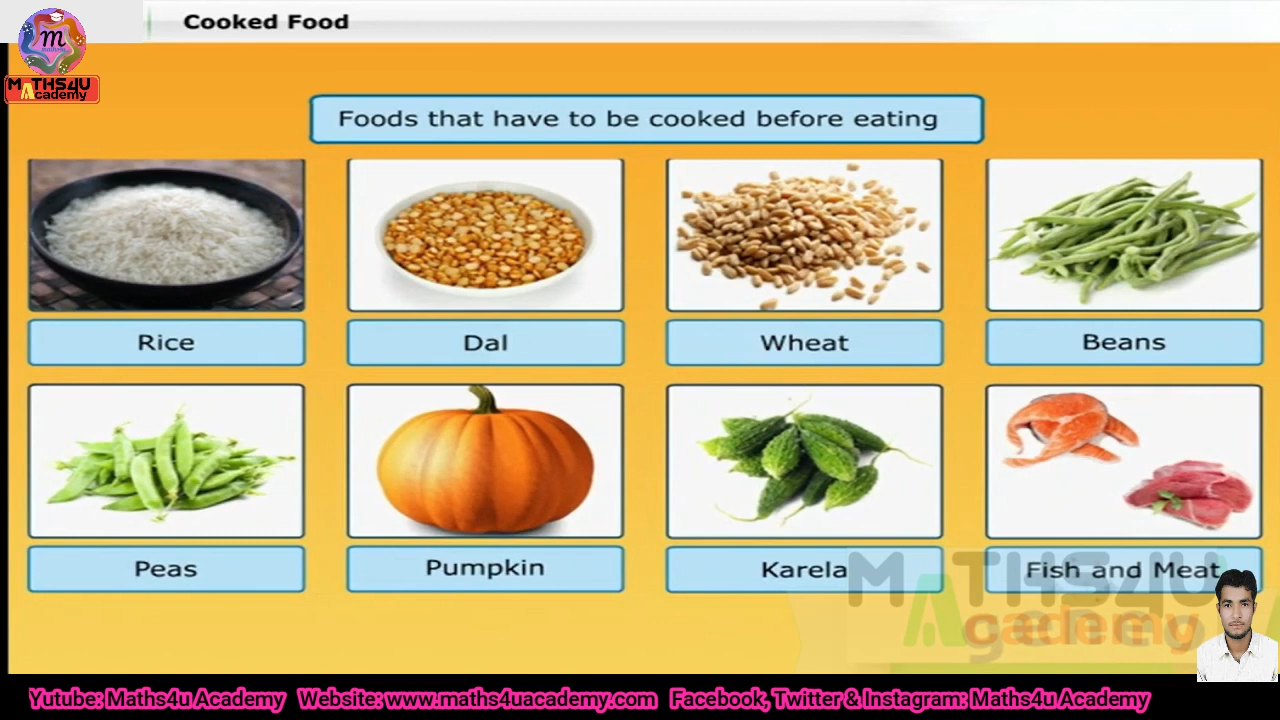 Cooked Food
mathsyu
MATHS4U
Academy
Foods that have to be cooked before eating
Rice
Dal
Wheat
Beans
Peas
Pumpkin
Karela
Fish and Meat
MATHS4U
Academy
Yutube: Maths4u Academy Website: www.maths4uacademy.com Facebook, Twitter & Instagram: Maths4u Academy